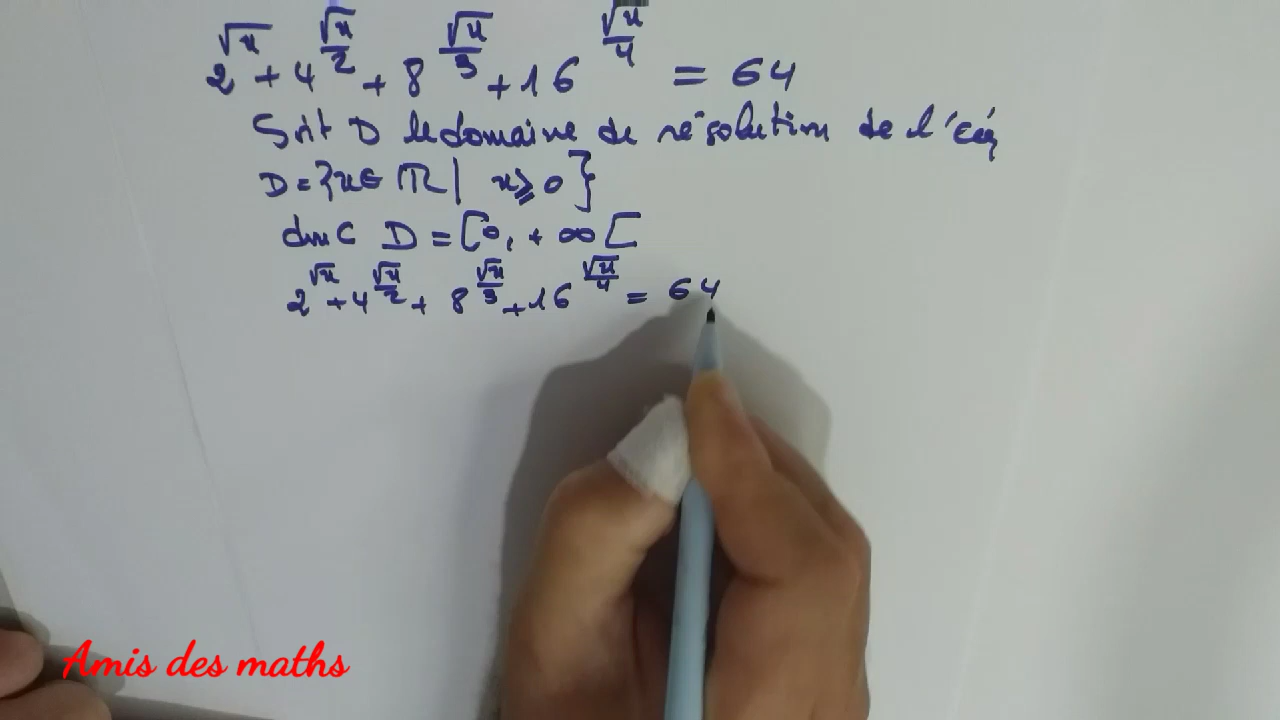 2^√x + 4^(√x/2) + 8^(√x/3) + 16^(√x/4) = 64
Soit D le domaine de résolution de l'éq
D = {x ∈ ℝ | x ⩾ 0}
donc D = [0, +∞[
2^√x + 4^(√x/2) + 8^(√x/3) + 16^(√x/4) = 64
Amis des maths